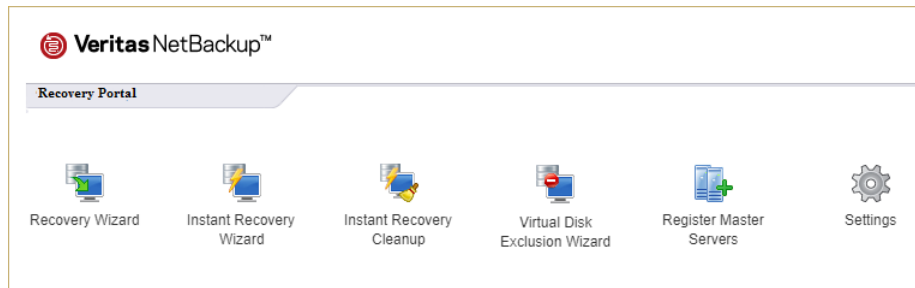 Veritas NetBackup™
Recovery Portal
Recovery Wizard
Instant Recovery
Wizard
Instant Recovery
Cleanup
Virtual Disk
Exclusion Wizard
Register Master
Servers
Settings